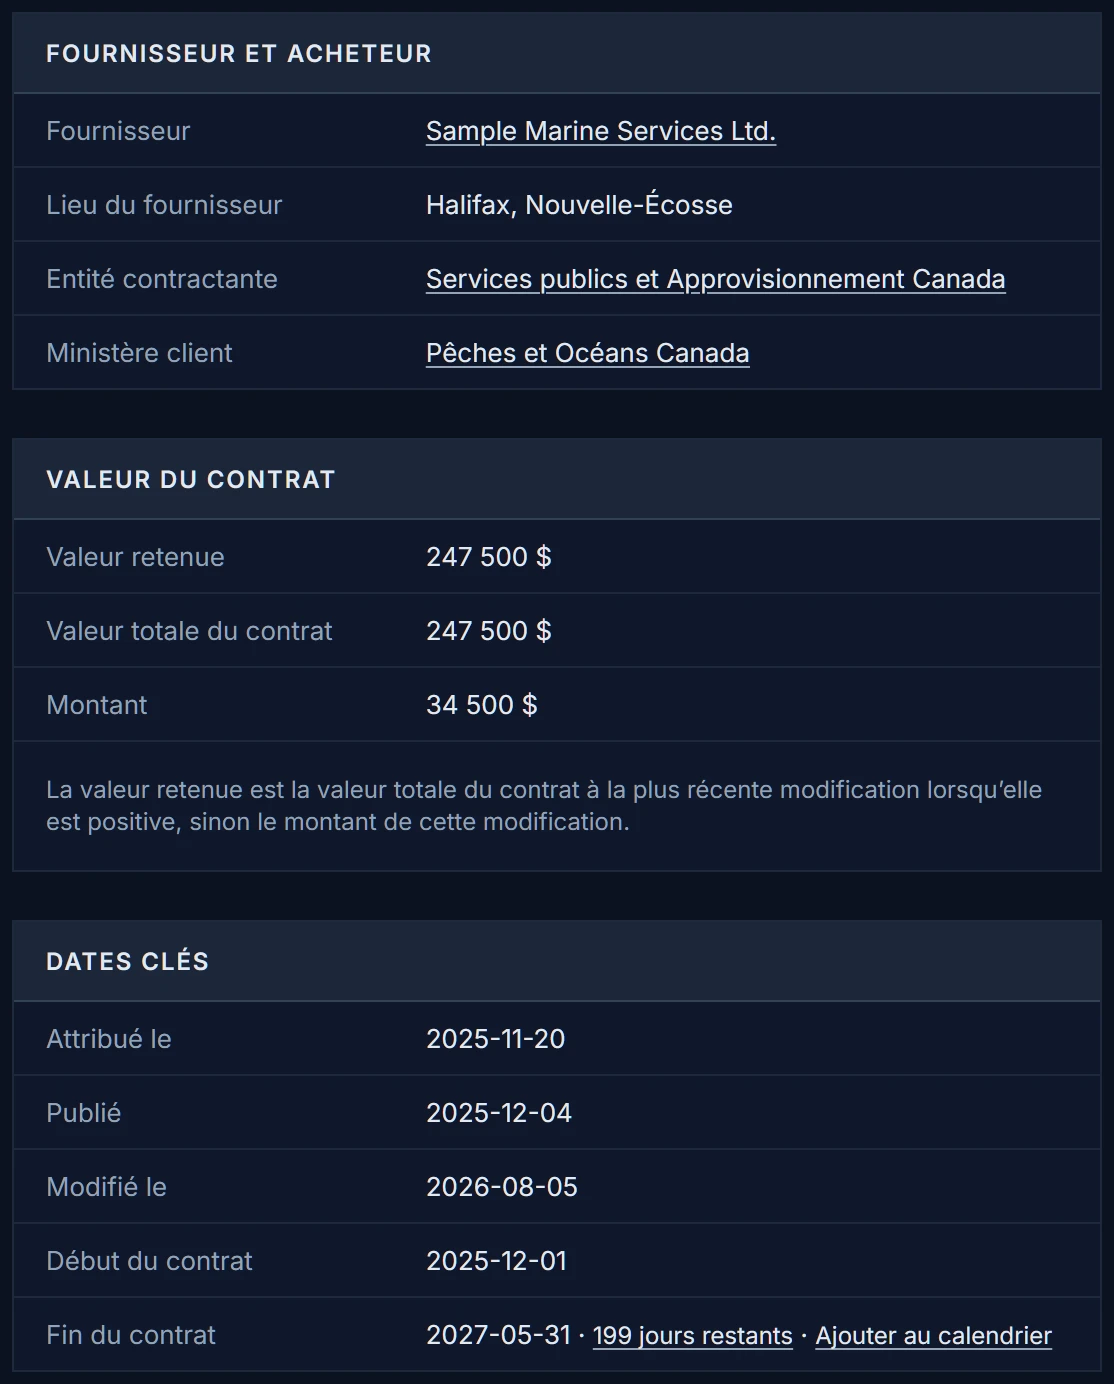 FOURNISSEUR ET ACHETEUR
Fournisseur Sample Marine Services Ltd.
Lieu du fournisseur Halifax, Nouvelle-Écosse
Entité contractante Services publics et Approvisionnement Canada
Ministère client Pêches et Océans Canada
VALEUR DU CONTRAT
Valeur retenue 247 500 $
Valeur totale du contrat 247 500 $
Montant 34 500 $
La valeur retenue est la valeur totale du contrat à la plus récente modification lorsqu’elle
est positive, sinon le montant de cette modification.
DATES CLÉS
Attribué le 2025-11-20
Publié 2025-12-04
Modifié le 2026-08-05
Début du contrat 2025-12-01
Fin du contrat 2027-05-31 · 199 jours restants · Ajouter au calendrier